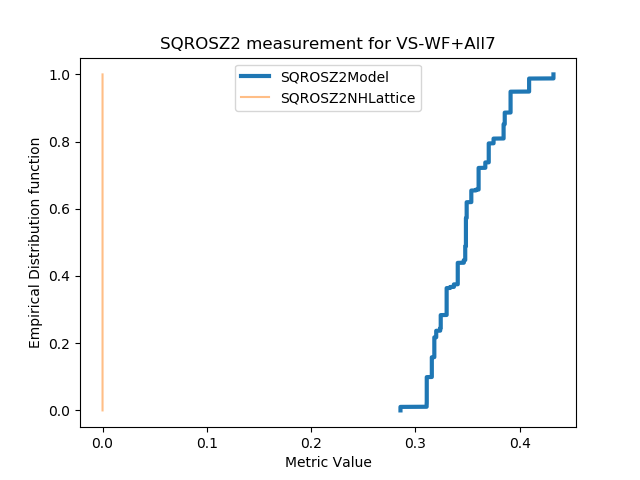 SQROSZ2 measurement for VS-WF+All7
SQROSZ2Model
SQROSZ2NHLattice
Empirical Distribution function
1.0
0.8
0.6
0.4
0.2
0.0
0.0 0.1 0.2 0.3 0.4
Metric Value